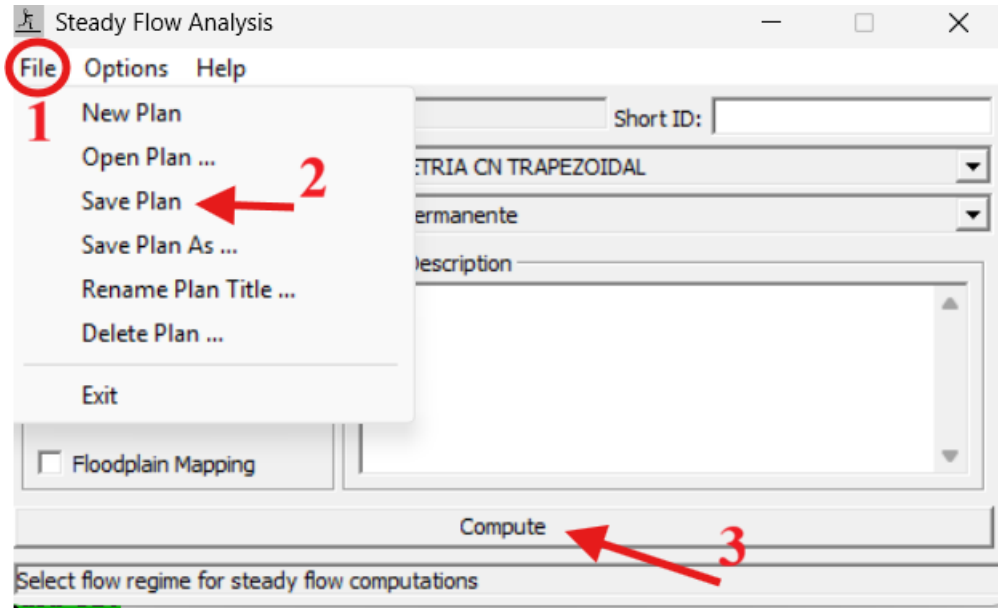 Steady Flow Analysis
File Options Help
1
New Plan
Short ID:
Open Plan ...
ETRIA CN TRAPEZOIDAL
2
Save Plan
ermanente
Save Plan As ...
Description
Rename Plan Title ...
Delete Plan ...
Exit
Floodplain Mapping
Compute
3
Select flow regime for steady flow computations